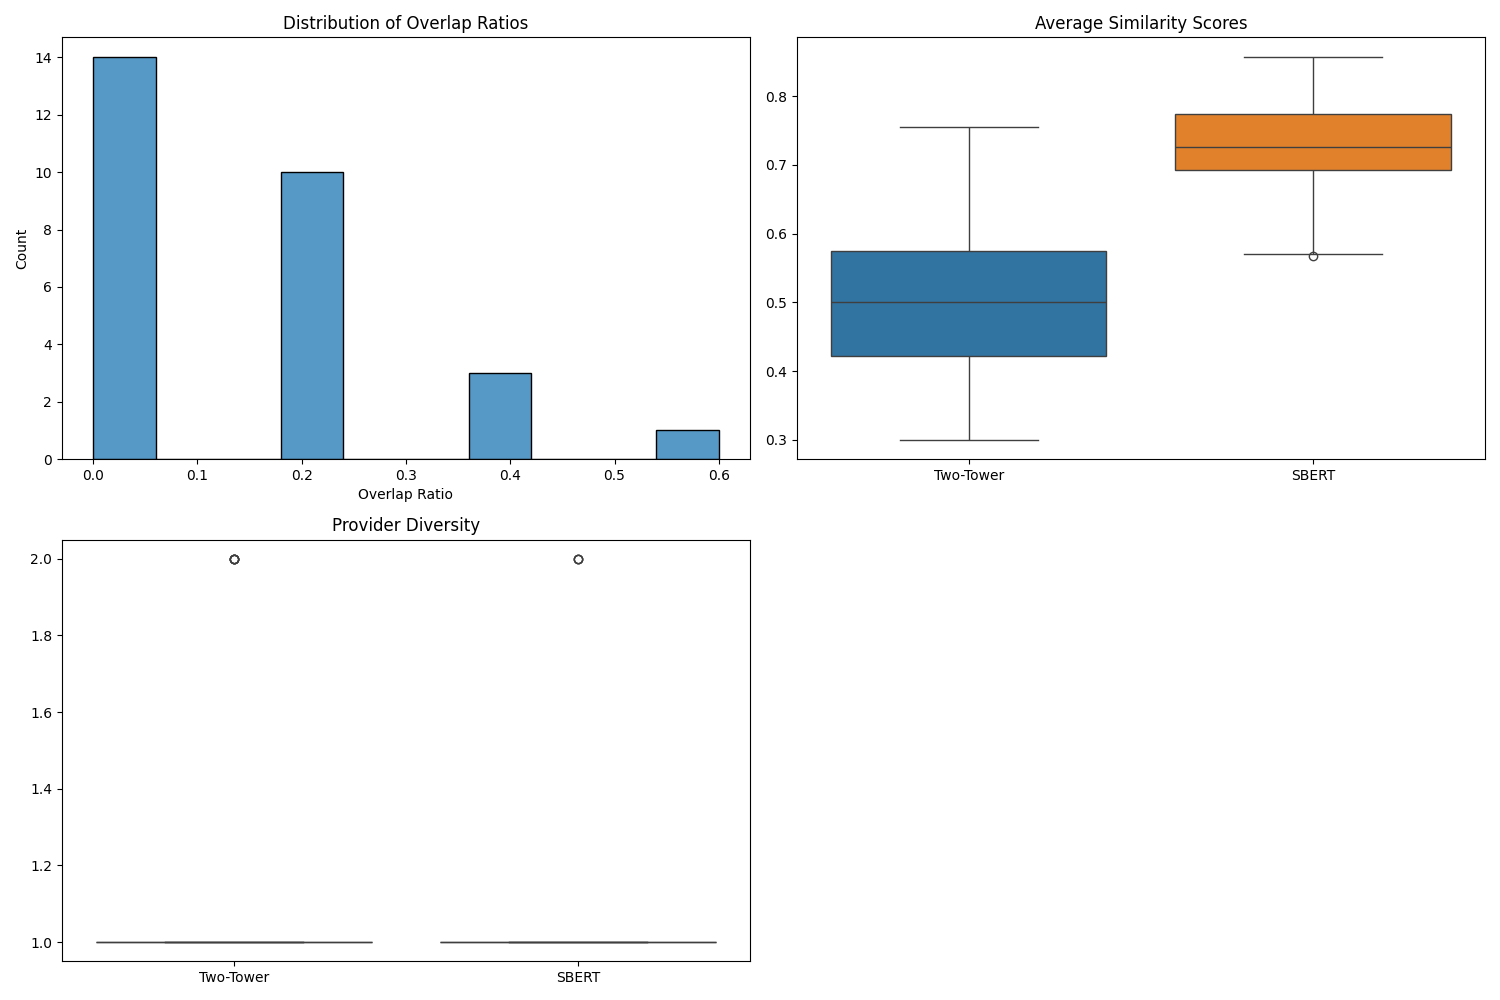 Distribution of Overlap Ratios
14
12
10
8
6
4
2
0
Count
0.0 0.1 0.2 0.3 0.4 0.5 0.6
Overlap Ratio
Average Similarity Scores
0.8
0.7
0.6
0.5
0.4
0.3
Two-Tower SBERT
Provider Diversity
2.0
1.8
1.6
1.4
1.2
1.0
Two-Tower SBERT